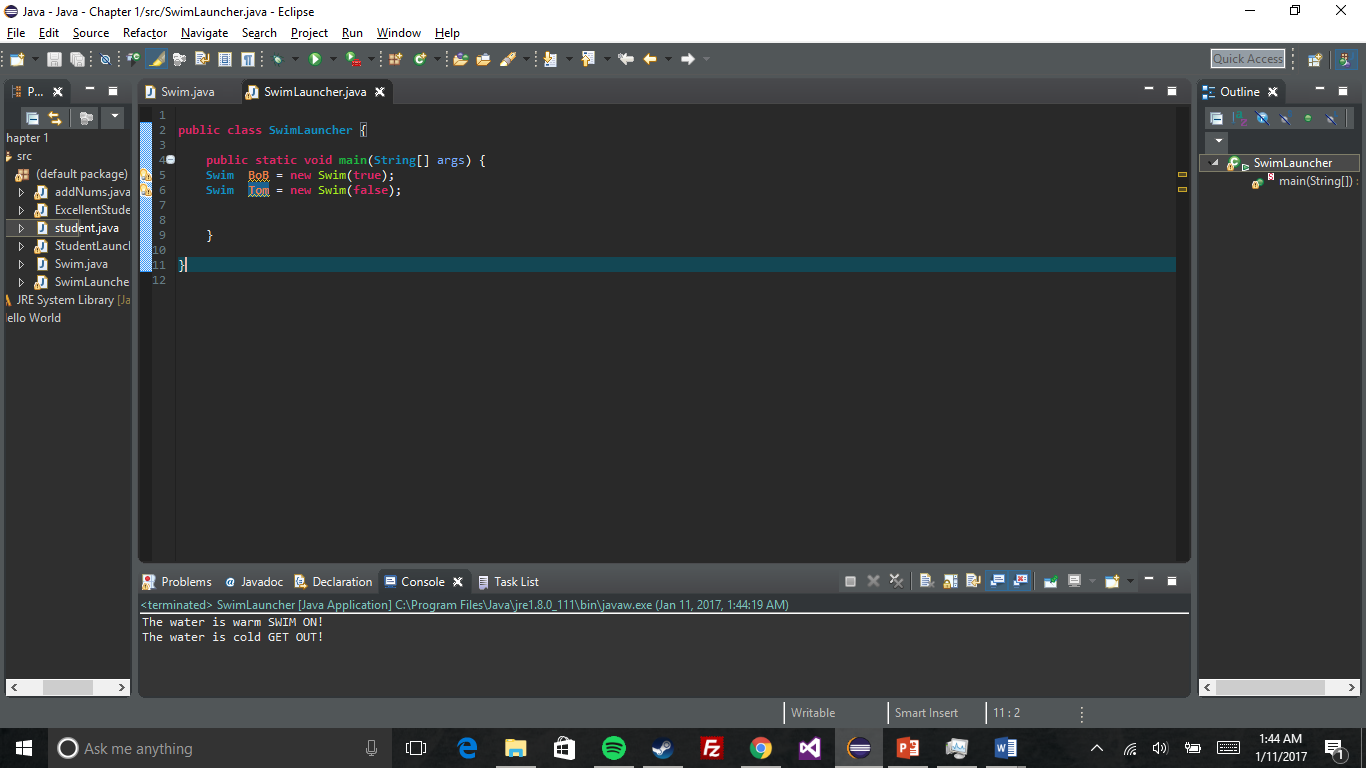 Java - Java - Chapter 1/src/SwimLauncher.java - Eclipse
File Edit Source Refactor Navigate Search Project Run Window Help
Quick Access
P...
Swim.java
SwimLauncher.java
Outline
hapter 1
src
(default package)
addNums.java
ExcellentStude
student.java
StudentLaunch
Swim.java
SwimLaunche
JRE System Library [Ja
ello World
1
2 public class SwimLauncher {
3
4 public static void main(String[] args) {
5 Swim BoB = new Swim(true);
6 Swim Tom = new Swim(false);
7
8
9 }
10
11 }
12
SwimLauncher
main(String[]) :
Problems @ Javadoc Declaration Console Task List
<terminated> SwimLauncher [Java Application] C:\Program Files\Java\jre1.8.0_111\bin\javaw.exe (Jan 11, 2017, 1:44:19 AM)
The water is warm SWIM ON!
The water is cold GET OUT!
Writable Smart Insert 11 : 2
Ask me anything
1:44 AM
1/11/2017
1